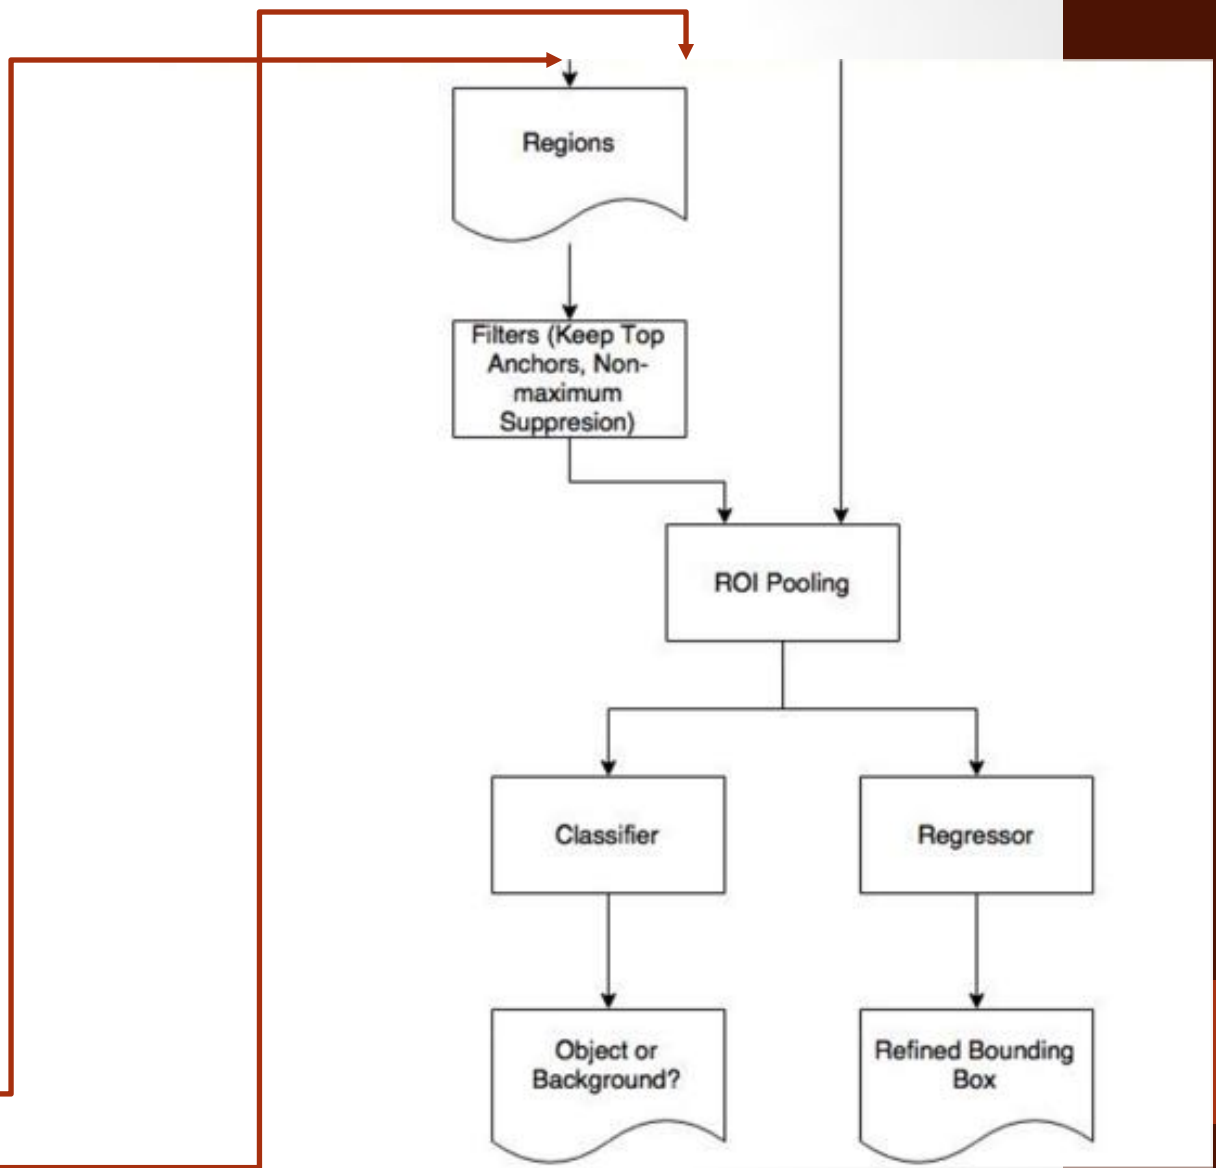 Regions
Filters (Keep Top
Anchors, Non-
maximum
Suppresion)
ROI Pooling
Classifier
Regressor
Object or
Background?
Refined Bounding
Box